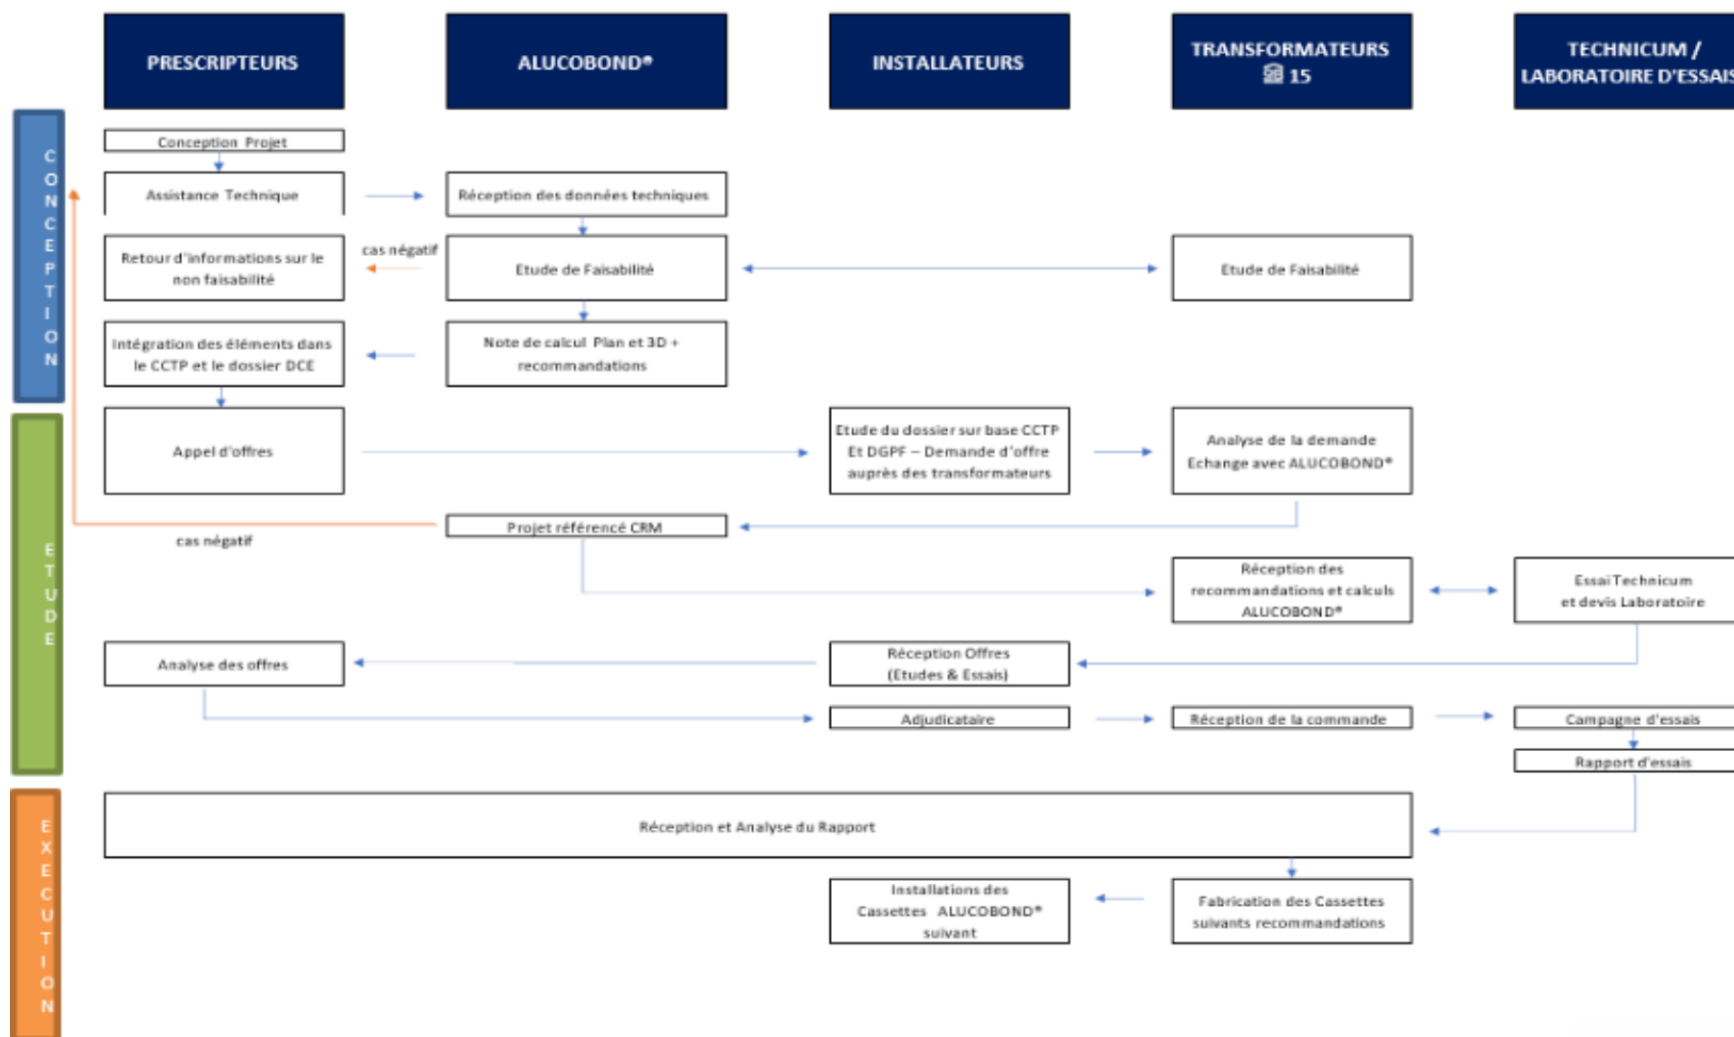 PRESCRIPTEURS
ALUCOBOND®
INSTALLATEURS
TRANSFORMATEURS
15
TECHNICUM /
LABORATOIRE D'ESSAIS
CONCEPTION
Conception Projet
Assistance Technique
Réception des données techniques
Retour d'informations sur le
non faisabilité
cas négatif
Etude de Faisabilité
Etude de Faisabilité
Intégration des éléments dans
le CCTP et le dossier DCE
Note de calcul Plan et 3D +
recommandations
ETUDE
Appel d'offres
Etude du dossier sur base CCTP
Et DGPF – Demande d'offre
auprès des transformateurs
Analyse de la demande
Echange avec ALUCOBOND®
Projet référencé CRM
cas négatif
Réception des
recommandations et calculs
ALUCOBOND®
Essai Technicum
et devis Laboratoire
Analyse des offres
Réception Offres
(Etudes & Essais)
Adjudicataire
Réception de la commande
Campagne d'essais
Rapport d'essais
EXECUTION
Réception et Analyse du Rapport
Installations des
Cassettes ALUCOBOND®
suivant
Fabrication des Cassettes
suivants recommandations